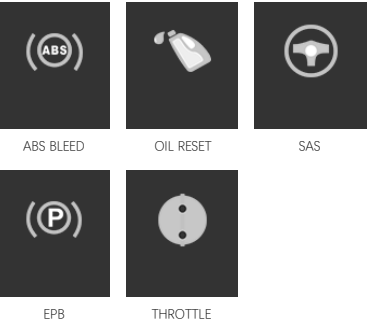 ABS
ABS BLEED
OIL RESET
SAS
P
EPB
THROTTLE